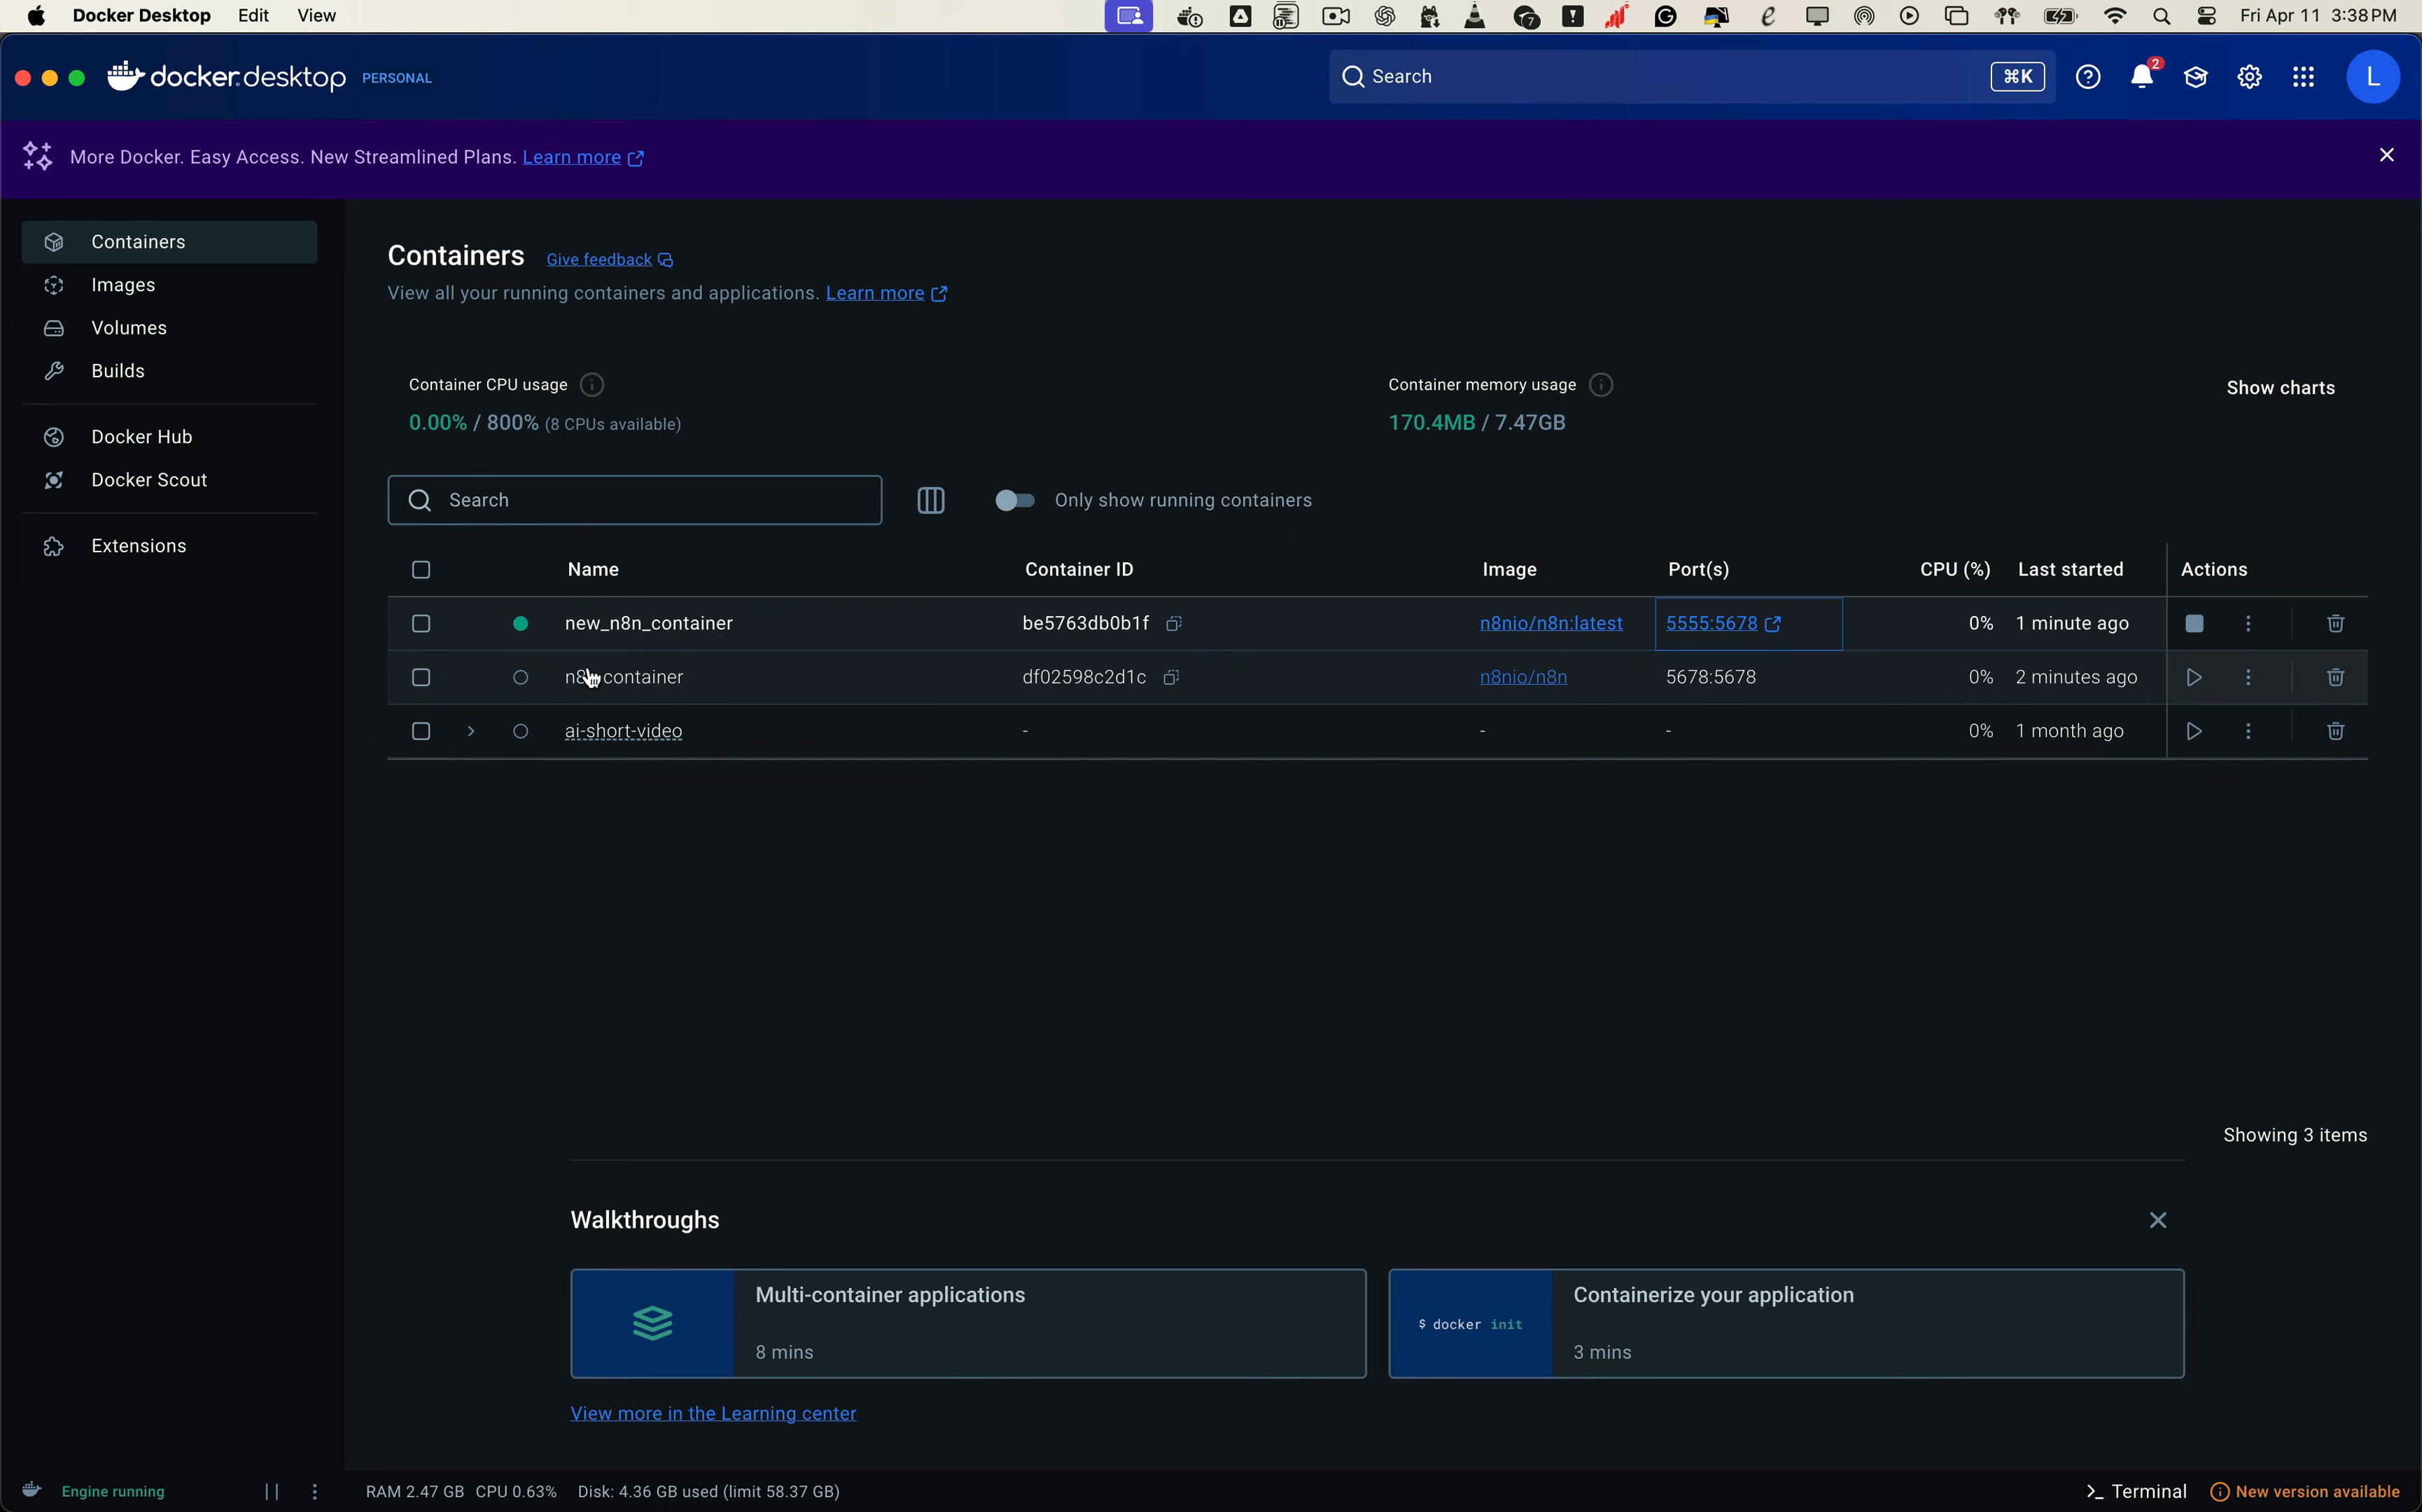 Docker Desktop Edit View
7
Fri Apr 11 3:38 PM
docker.desktop PERSONAL
Search ⌘K
2
L
More Docker. Easy Access. New Streamlined Plans. Learn more
Containers
Images
Volumes
Builds
Docker Hub
Docker Scout
Extensions
Containers Give feedback
View all your running containers and applications. Learn more
Container CPU usage
0.00% / 800% (8 CPUs available)
Container memory usage
170.4MB / 7.47GB
Show charts
Search
Only show running containers
Name Container ID Image Port(s) CPU (%) Last started Actions
new_n8n_container be5763db0b1f n8nio/n8n:latest 5555:5678 0% 1 minute ago
container df02598c2d1c n8nio/n8n 5678:5678 0% 2 minutes ago
ai-short-video - - - 0% 1 month ago
Showing 3 items
Walkthroughs
Multi-container applications
8 mins
$ docker init
Containerize your application
3 mins
View more in the Learning center
Engine running
RAM 2.47 GB CPU 0.63% Disk: 4.36 GB used (limit 58.37 GB)
Terminal
New version available